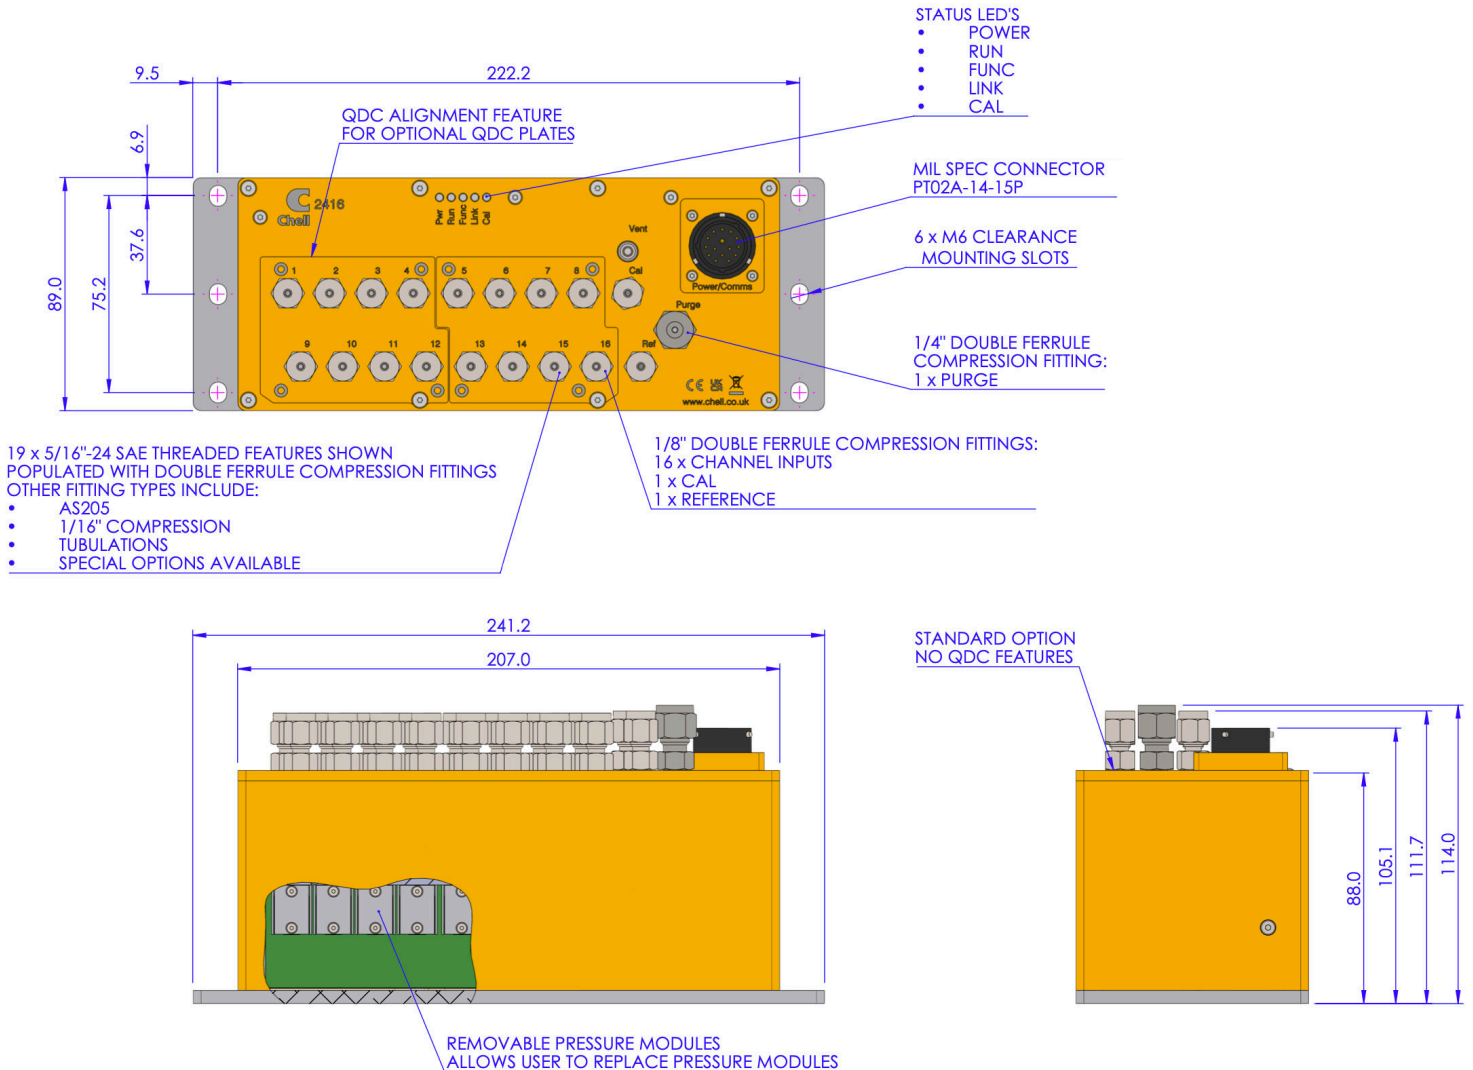 STATUS LED'S
• POWER
• RUN
• FUNC
• LINK
• CAL
9.5
222.2
QDC ALIGNMENT FEATURE
FOR OPTIONAL QDC PLATES
6.9
MIL SPEC CONNECTOR
PT02A-14-15P
Chell
2416
Pwr
Run
Func
Link
Cal
Vent
37.6
75.2
89.0
6 x M6 CLEARANCE
MOUNTING SLOTS
1 2 3 4 5 6 7 8 Cal
Power/Comms
Purge
9 10 11 12 13 14 15 16 Ref
1/4" DOUBLE FERRULE
COMPRESSION FITTING:
1 x PURGE
CE UK CA
www.chell.co.uk
19 x 5/16"-24 SAE THREADED FEATURES SHOWN
POPULATED WITH DOUBLE FERRULE COMPRESSION FITTINGS
OTHER FITTING TYPES INCLUDE:
• AS205
• 1/16" COMPRESSION
• TUBULATIONS
• SPECIAL OPTIONS AVAILABLE
1/8" DOUBLE FERRULE COMPRESSION FITTINGS:
16 x CHANNEL INPUTS
1 x CAL
1 x REFERENCE
241.2
207.0
STANDARD OPTION
NO QDC FEATURES
88.0
105.1
111.7
114.0
REMOVABLE PRESSURE MODULES
ALLOWS USER TO REPLACE PRESSURE MODULES